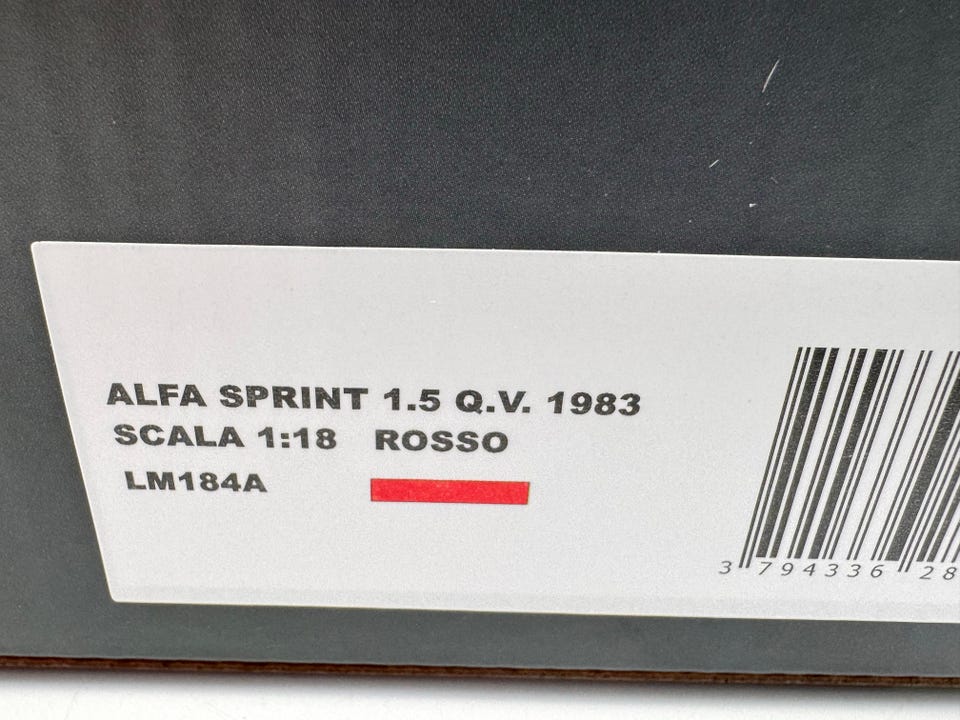 ALFA SPRINT 1.5 Q.V. 1983
SCALA 1:18 ROSSO
LM184A
3 794336 28